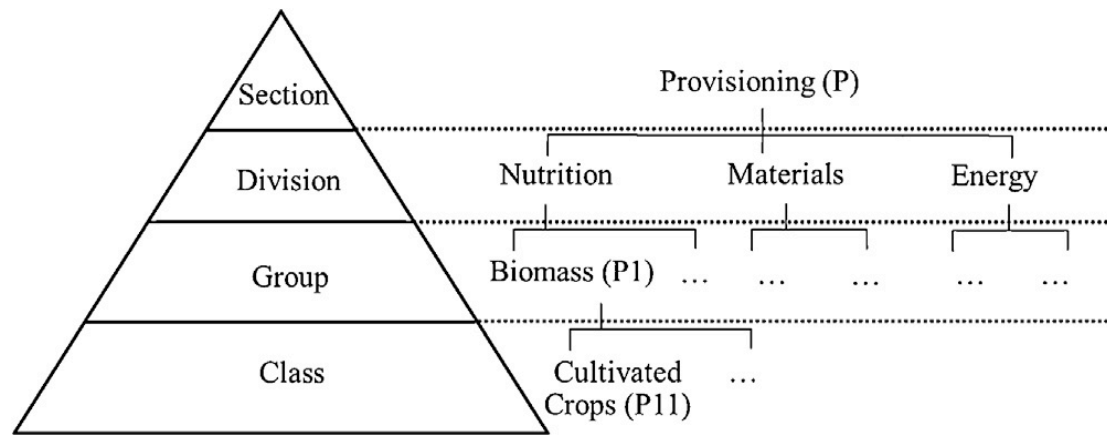 Section
Provisioning (P)
Division
Nutrition
Materials
Energy
Group
Biomass (P1)
...
...
...
...
...
Class
Cultivated
Crops (P11)
...